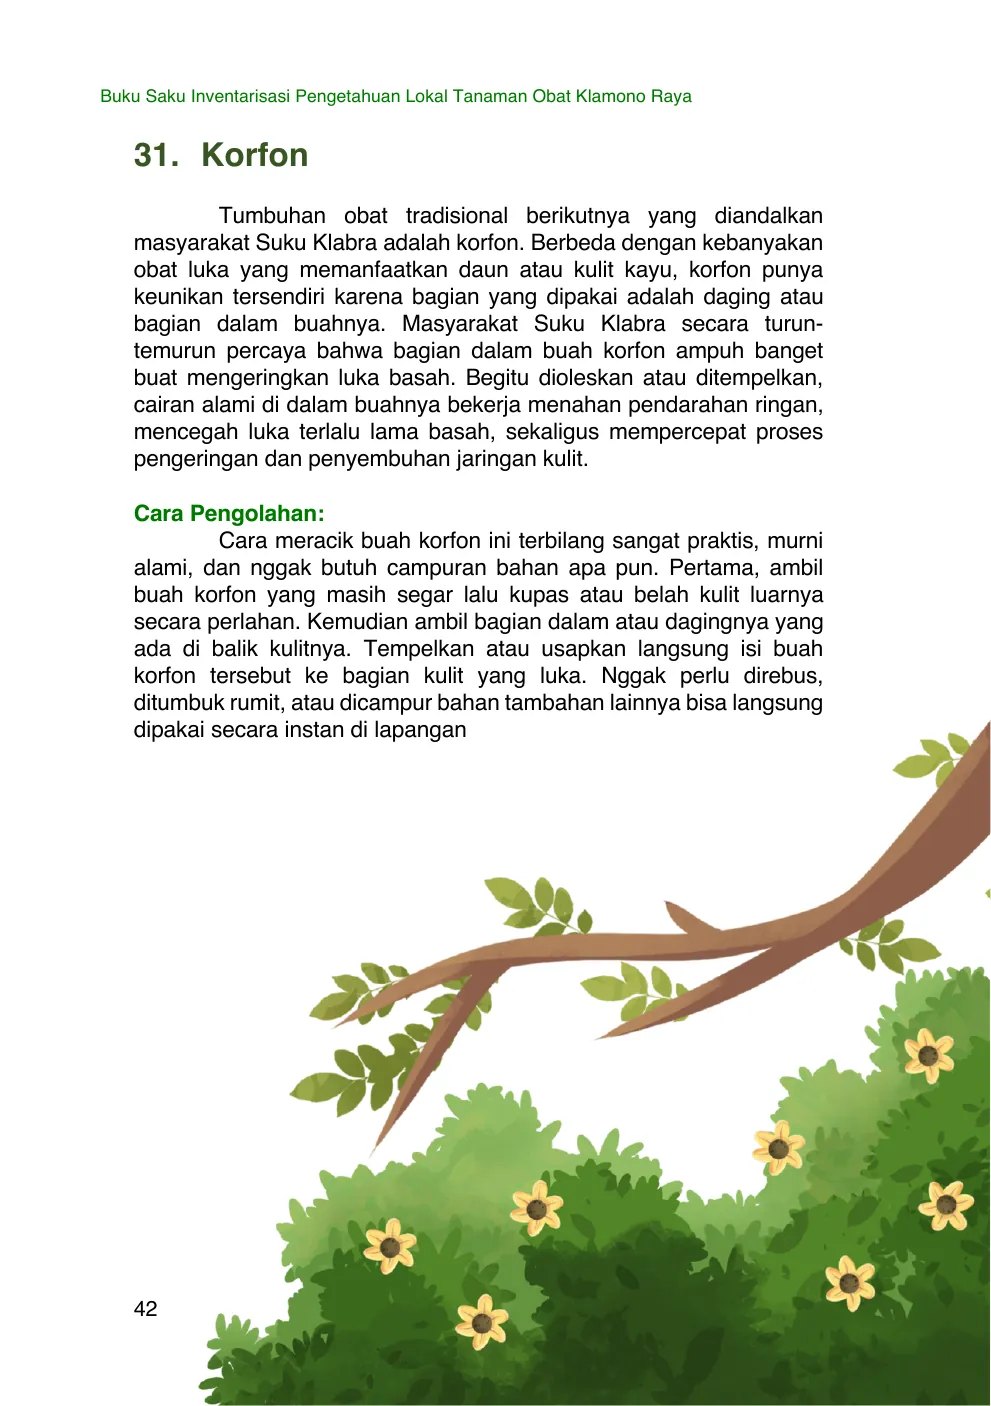 Buku Saku Inventarisasi Pengetahuan Lokal Tanaman Obat Klamono Raya
31. Korfon
Tumbuhan obat tradisional berikutnya yang diandalkan
masyarakat Suku Klabra adalah korfon. Berbeda dengan kebanyakan
obat luka yang memanfaatkan daun atau kulit kayu, korfon punya
keunikan tersendiri karena bagian yang dipakai adalah daging atau
bagian dalam buahnya. Masyarakat Suku Klabra secara turun-
temurun percaya bahwa bagian dalam buah korfon ampuh banget
buat mengeringkan luka basah. Begitu dioleskan atau ditempelkan,
cairan alami di dalam buahnya bekerja menahan pendarahan ringan,
mencegah luka terlalu lama basah, sekaligus mempercepat proses
pengeringan dan penyembuhan jaringan kulit.
Cara Pengolahan:
Cara meracik buah korfon ini terbilang sangat praktis, murni
alami, dan nggak butuh campuran bahan apa pun. Pertama, ambil
buah korfon yang masih segar lalu kupas atau belah kulit luarnya
secara perlahan. Kemudian ambil bagian dalam atau dagingnya yang
ada di balik kulitnya. Tempelkan atau usapkan langsung isi buah
korfon tersebut ke bagian kulit yang luka. Nggak perlu direbus,
ditumbuk rumit, atau dicampur bahan tambahan lainnya bisa langsung
dipakai secara instan di lapangan
42